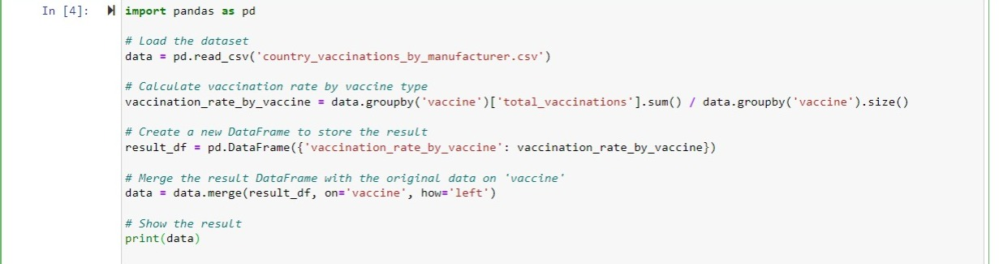 In [4]: import pandas as pd
# Load the dataset
data = pd.read_csv('country_vaccinations_by_manufacturer.csv')
# Calculate vaccination rate by vaccine type
vaccination_rate_by_vaccine = data.groupby('vaccine')['total_vaccinations'].sum() / data.groupby('vaccine').size()
# Create a new DataFrame to store the result
result_df = pd.DataFrame({'vaccination_rate_by_vaccine': vaccination_rate_by_vaccine})
# Merge the result DataFrame with the original data on 'vaccine'
data = data.merge(result_df, on='vaccine', how='left')
# Show the result
print(data)